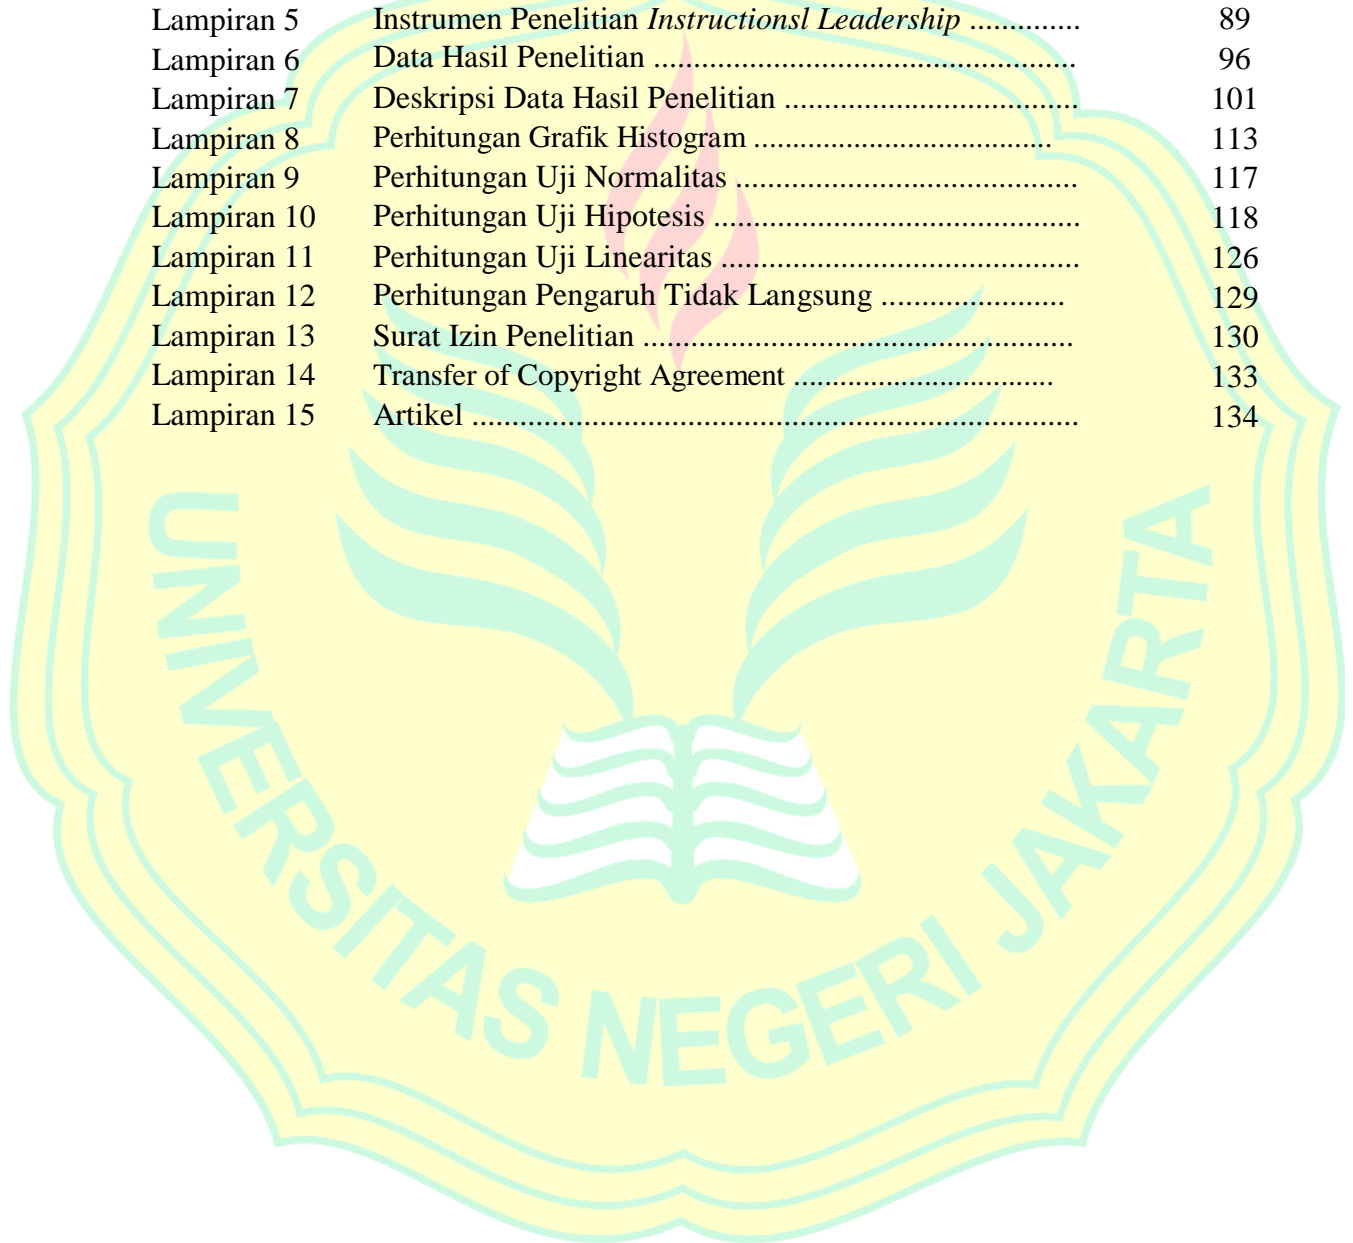 Lampiran 5 Instrumen Penelitian Instructionsl Leadership .............. 89
Lampiran 6 Data Hasil Penelitian ..................................................... 96
Lampiran 7 Deskripsi Data Hasil Penelitian ..................................... 101
Lampiran 8 Perhitungan Grafik Histogram ..................................... 113
Lampiran 9 Perhitungan Uji Normalitas ........................................... 117
Lampiran 10 Perhitungan Uji Hipotesis .............................................. 118
Lampiran 11 Perhitungan Uji Linearitas ............................................. 126
Lampiran 12 Perhitungan Pengaruh Tidak Langsung ....................... 129
Lampiran 13 Surat Izin Penelitian ...................................................... 130
Lampiran 14 Transfer of Copyright Agreement ................................. 133
Lampiran 15 Artikel ............................................................................ 134
UNIVERSITAS NEGERI JAKARTA